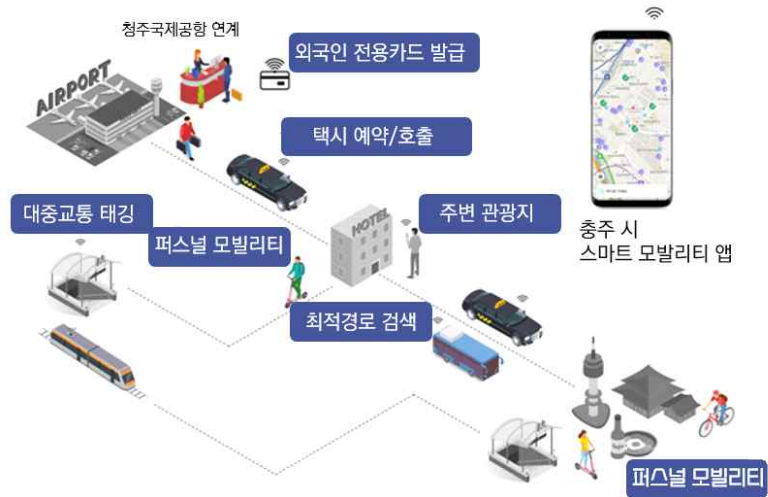 청주국제공항 연계
외국인 전용카드 발급
AIRPORT
택시 예약/호출
대중교통 태깅
퍼스널 모빌리티
HOTEL
주변 관광지
충주 시
스마트 모발리티 앱
최적경로 검색
퍼스널 모빌리티